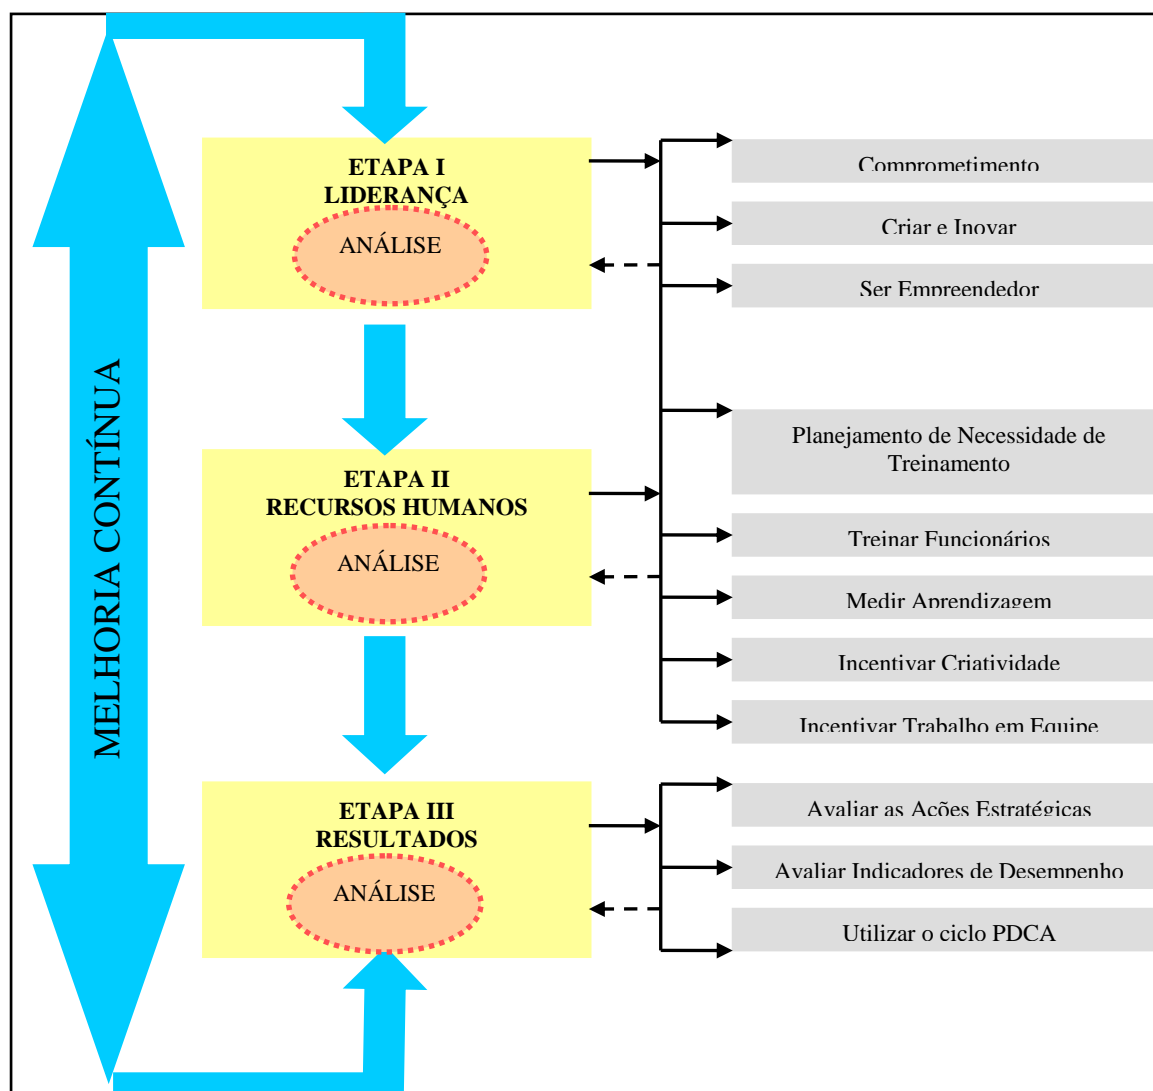 MELHORIA CONTÍNUA
ETAPA I
LIDERANÇA
ANÁLISE
Comprometimento
Criar e Inovar
Ser Empreendedor
ETAPA II
RECURSOS HUMANOS
ANÁLISE
Planejamento de Necessidade de
Treinamento
Treinar Funcionários
Medir Aprendizagem
Incentivar Criatividade
Incentivar Trabalho em Equipe
ETAPA III
RESULTADOS
ANÁLISE
Avaliar as Ações Estratégicas
Avaliar Indicadores de Desempenho
Utilizar o ciclo PDCA